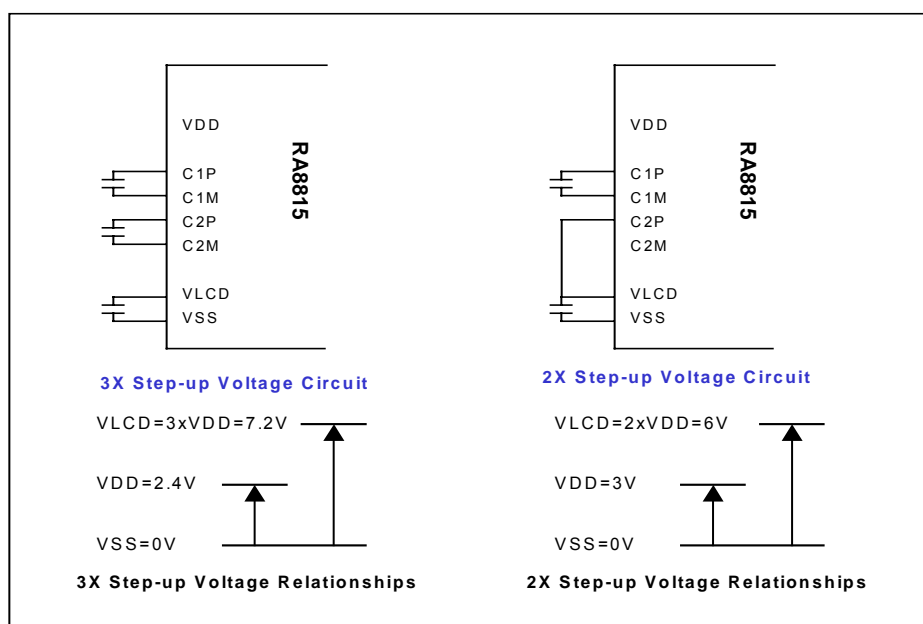 VDD
RA8815
C1P
C1M
C2P
C2M
VLCD
VSS
3X Step-up Voltage Circuit
VLCD=3xVDD=7.2V
VDD=2.4V
VSS=0V
3X Step-up Voltage Relationships
VDD
RA8815
C1P
C1M
C2P
C2M
VLCD
VSS
2X Step-up Voltage Circuit
VLCD=2xVDD=6V
VDD=3V
VSS=0V
2X Step-up Voltage Relationships